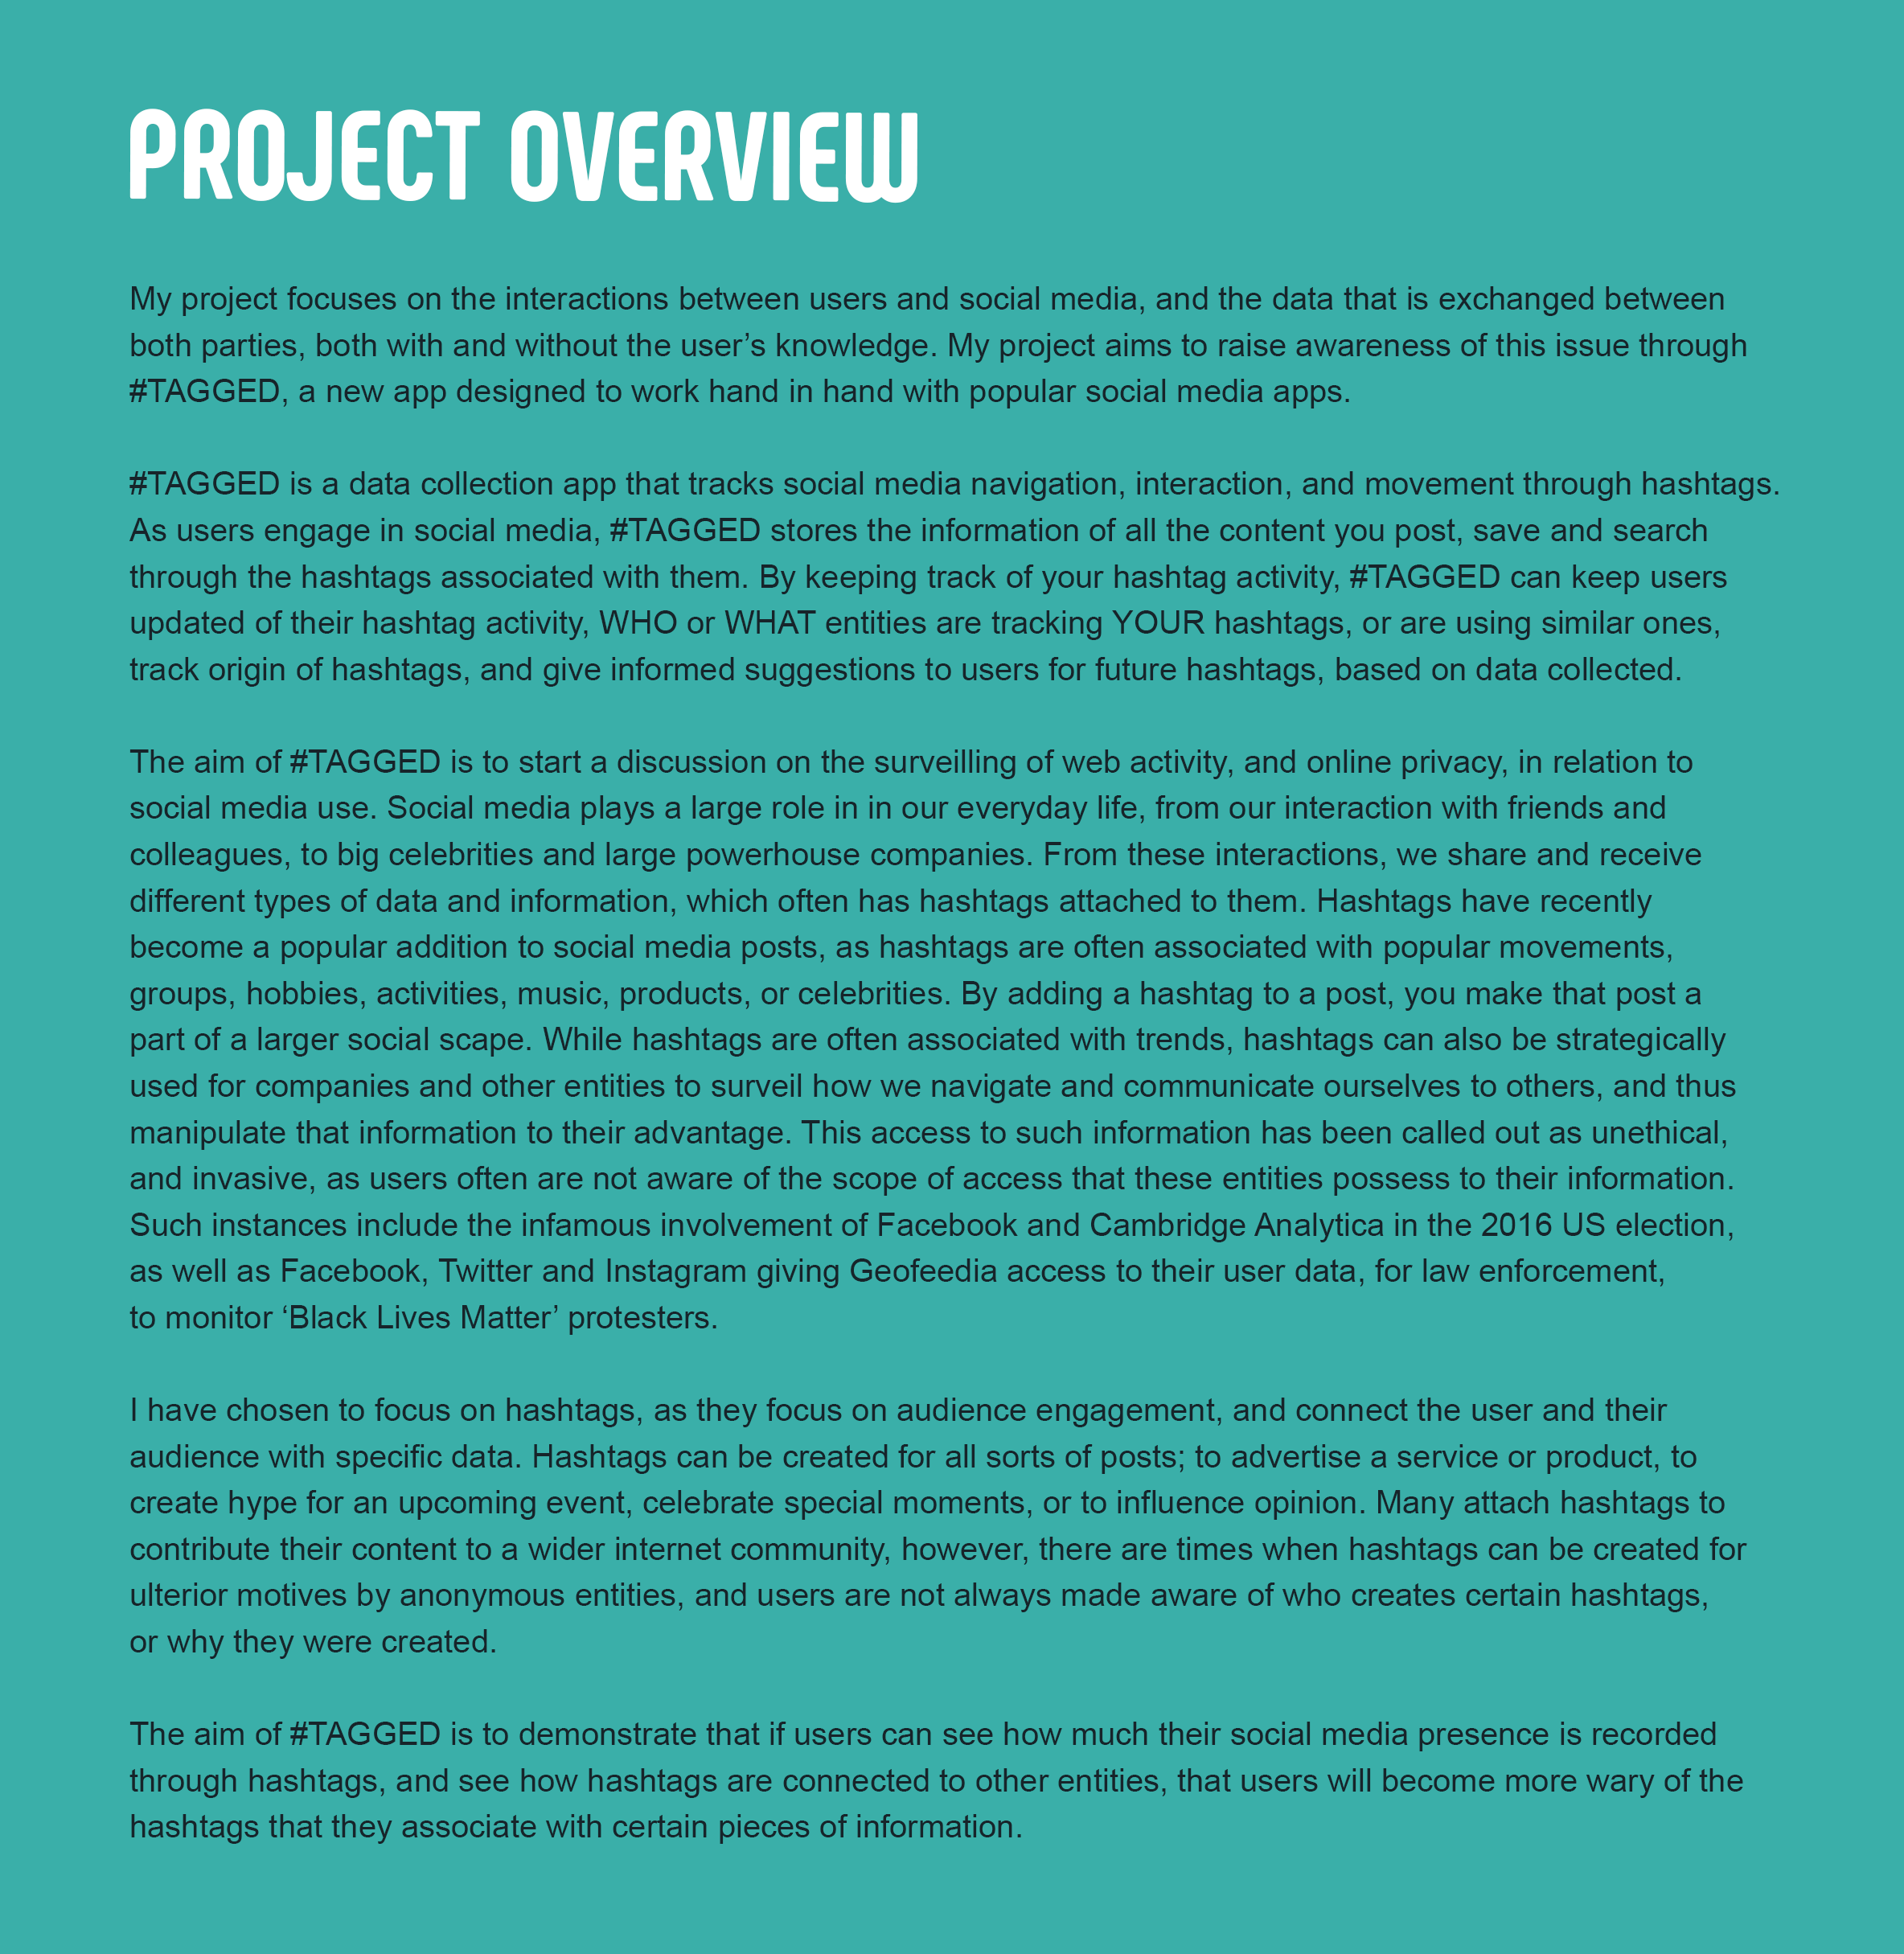 PROJECT OVERVIEW
My project focuses on the interactions between users and social media, and the data that is exchanged between
both parties, both with and without the user’s knowledge. My project aims to raise awareness of this issue through
#TAGGED, a new app designed to work hand in hand with popular social media apps.
#TAGGED is a data collection app that tracks social media navigation, interaction, and movement through hashtags.
As users engage in social media, #TAGGED stores the information of all the content you post, save and search
through the hashtags associated with them. By keeping track of your hashtag activity, #TAGGED can keep users
updated of their hashtag activity, WHO or WHAT entities are tracking YOUR hashtags, or are using similar ones,
track origin of hashtags, and give informed suggestions to users for future hashtags, based on data collected.
The aim of #TAGGED is to start a discussion on the surveilling of web activity, and online privacy, in relation to
social media use. Social media plays a large role in in our everyday life, from our interaction with friends and
colleagues, to big celebrities and large powerhouse companies. From these interactions, we share and receive
different types of data and information, which often has hashtags attached to them. Hashtags have recently
become a popular addition to social media posts, as hashtags are often associated with popular movements,
groups, hobbies, activities, music, products, or celebrities. By adding a hashtag to a post, you make that post a
part of a larger social scape. While hashtags are often associated with trends, hashtags can also be strategically
used for companies and other entities to surveil how we navigate and communicate ourselves to others, and thus
manipulate that information to their advantage. This access to such information has been called out as unethical,
and invasive, as users often are not aware of the scope of access that these entities possess to their information.
Such instances include the infamous involvement of Facebook and Cambridge Analytica in the 2016 US election,
as well as Facebook, Twitter and Instagram giving Geofeedia access to their user data, for law enforcement,
to monitor ‘Black Lives Matter’ protesters.
I have chosen to focus on hashtags, as they focus on audience engagement, and connect the user and their
audience with specific data. Hashtags can be created for all sorts of posts; to advertise a service or product, to
create hype for an upcoming event, celebrate special moments, or to influence opinion. Many attach hashtags to
contribute their content to a wider internet community, however, there are times when hashtags can be created for
ulterior motives by anonymous entities, and users are not always made aware of who creates certain hashtags,
or why they were created.
The aim of #TAGGED is to demonstrate that if users can see how much their social media presence is recorded
through hashtags, and see how hashtags are connected to other entities, that users will become more wary of the
hashtags that they associate with certain pieces of information.